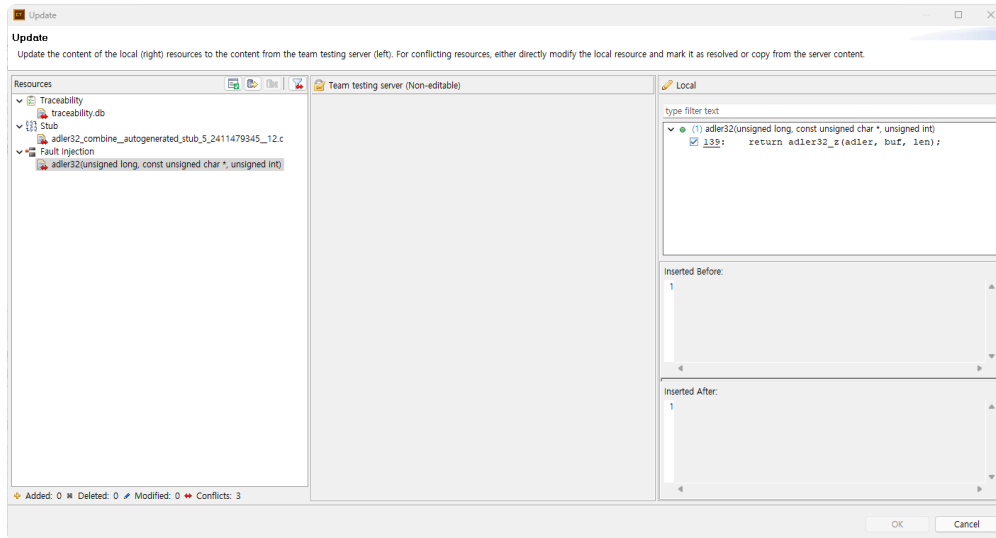 CT Update
Update
Update the content of the local (right) resources to the content from the team testing server (left). For conflicting resources, either directly modify the local resource and mark it as resolved or copy from the server content.
Resources
Traceability
traceability.db
Stub
adler32_combine__autogenerated_stub_5_2411479345__12.c
Fault Injection
adler32(unsigned long, const unsigned char *, unsigned int)
Added: 0 Deleted: 0 Modified: 0 Conflicts: 3
Team testing server (Non-editable)
Local
type filter text
(1) adler32(unsigned long, const unsigned char *, unsigned int)
139: return adler32_z(adler, buf, len);
Inserted Before:
1
Inserted After:
1
OK Cancel